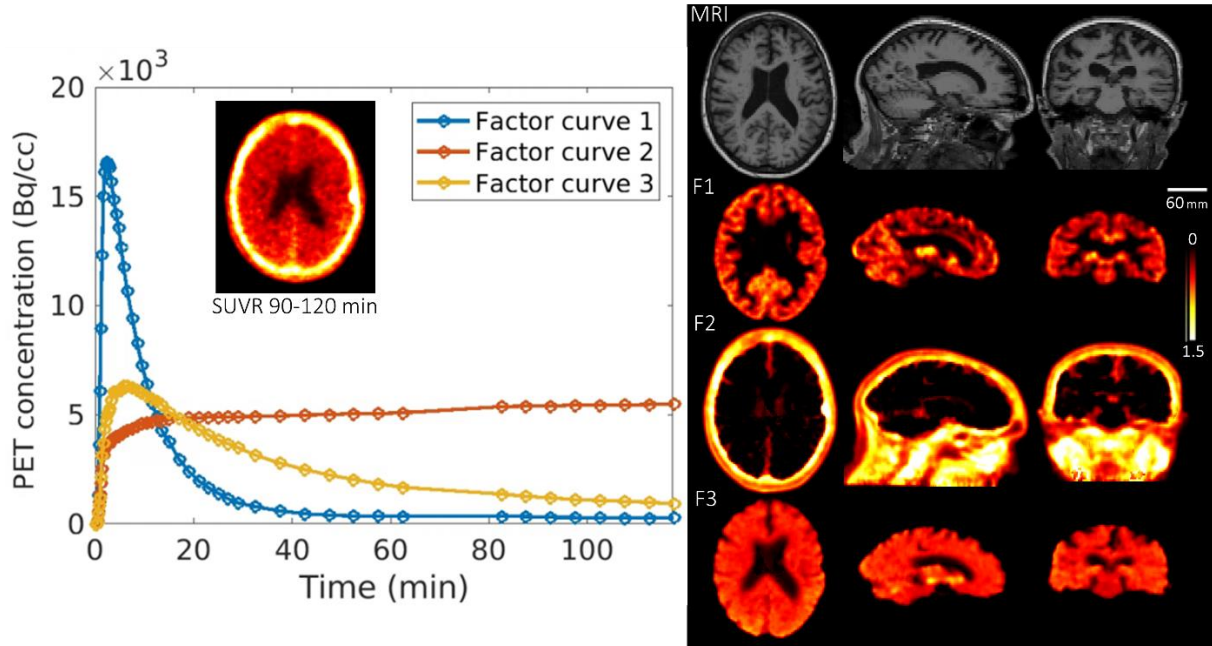 ×10³
20
15
10
5
0
PET concentration (Bq/cc)
0
20
40
60
80
100
Time (min)
Factor curve 1
Factor curve 2
Factor curve 3
SUVR 90-120 min
MRI
F1
60 mm
0
1.5
F2
F3